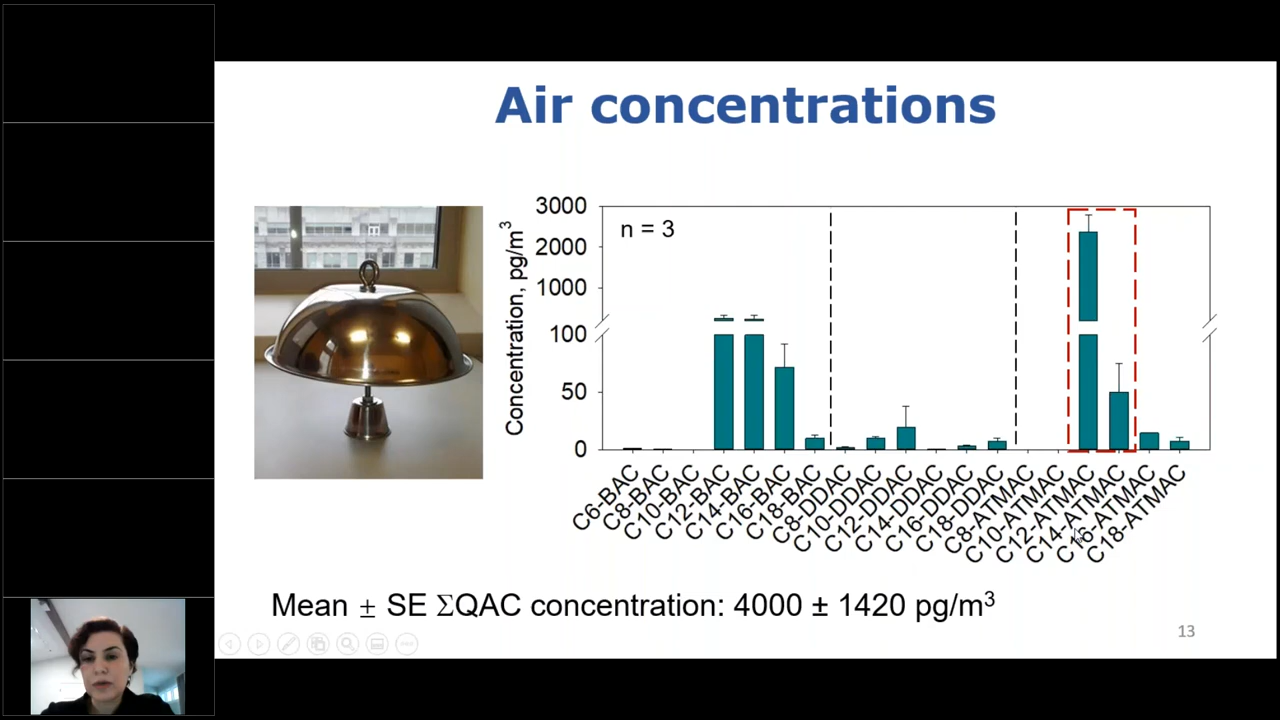 Air concentrations
Concentration, pg/m³
3000
2000
1000
100
50
0
n = 3
C6-BAC
C8-BAC
C10-BAC
C12-BAC
C14-BAC
C16-BAC
C18-BAC
C8-DDAC
C10-DDAC
C12-DDAC
C14-DDAC
C16-DDAC
C18-DDAC
C8-ATMAC
C10-ATMAC
C12-ATMAC
C14-ATMAC
C16-ATMAC
C18-ATMAC
Mean ± SE ΣQAC concentration: 4000 ± 1420 pg/m³
13